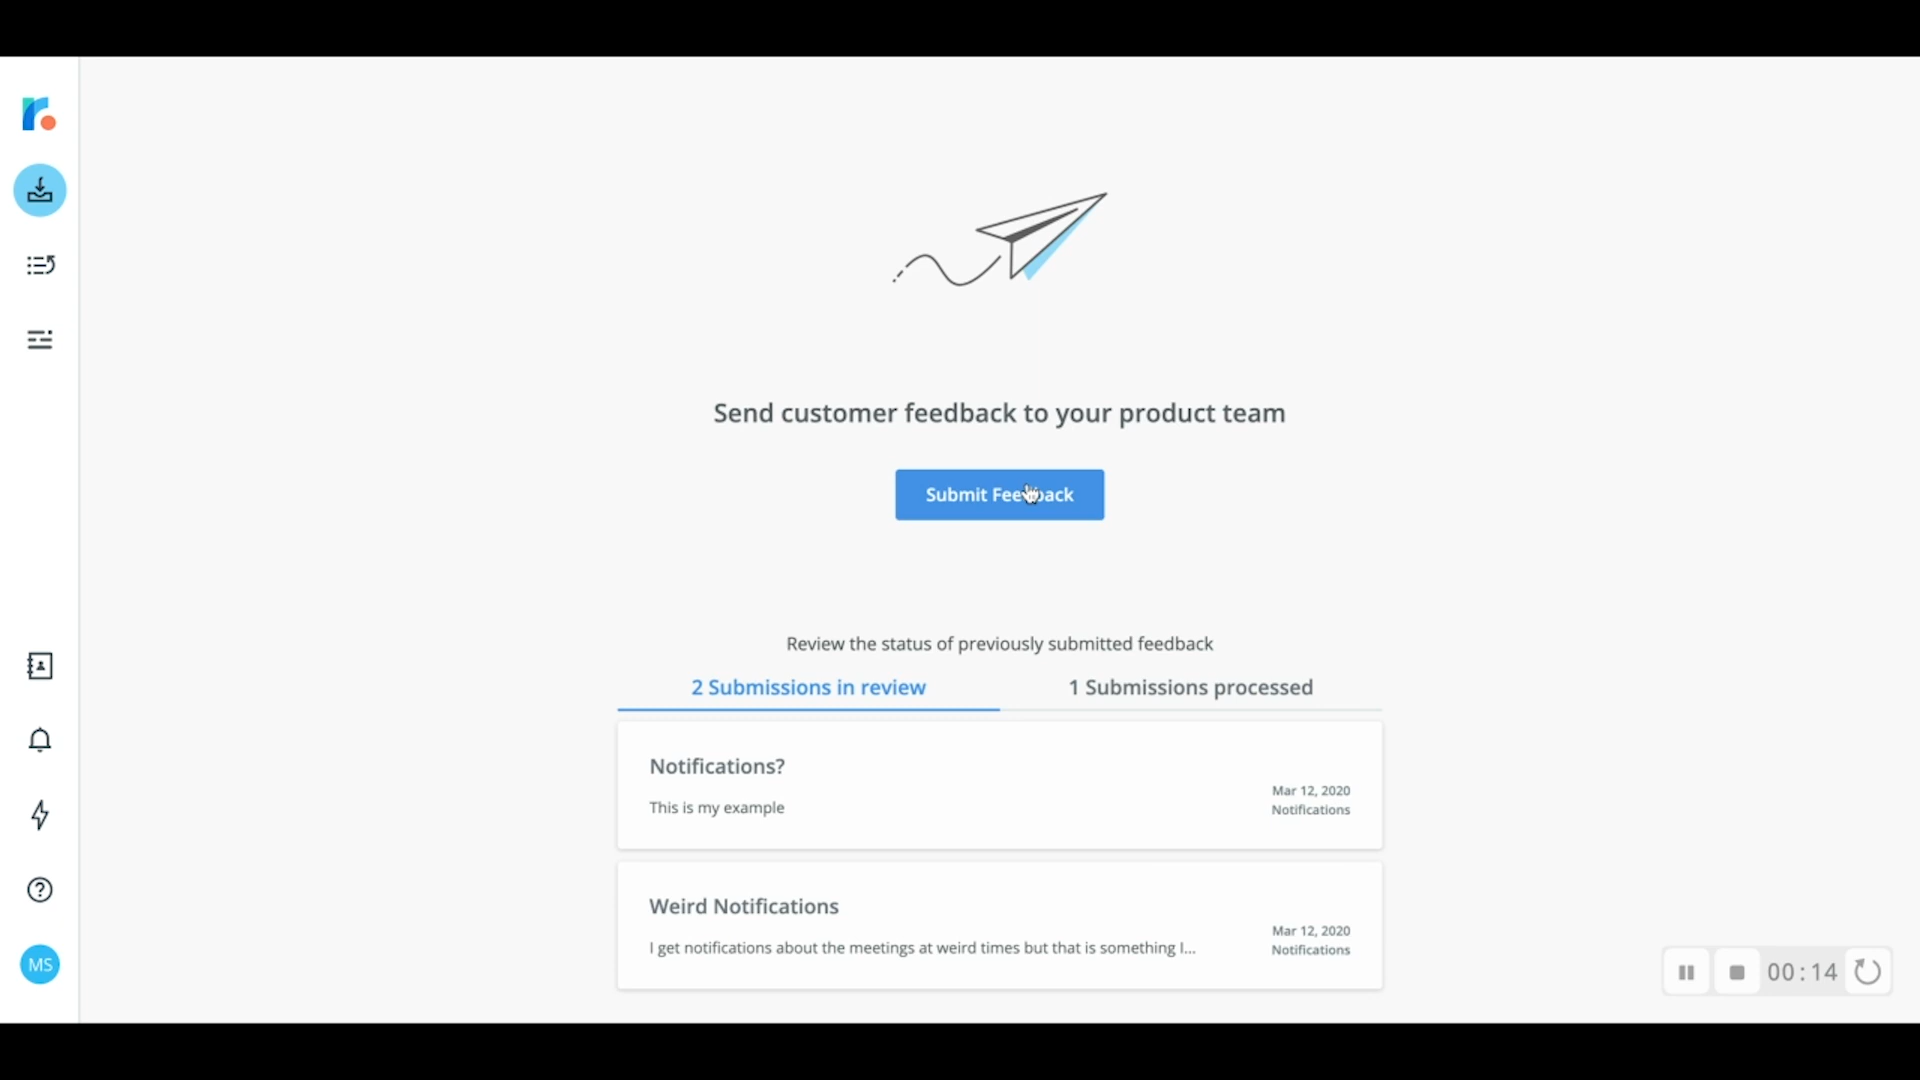 Send customer feedback to your product team
Submit Feedback
Review the status of previously submitted feedback
2 Submissions in review
1 Submissions processed
Notifications?
This is my example
Mar 12, 2020
Notifications
Weird Notifications
I get notifications about the meetings at weird times but that is something I...
Mar 12, 2020
Notifications
MS
00:14